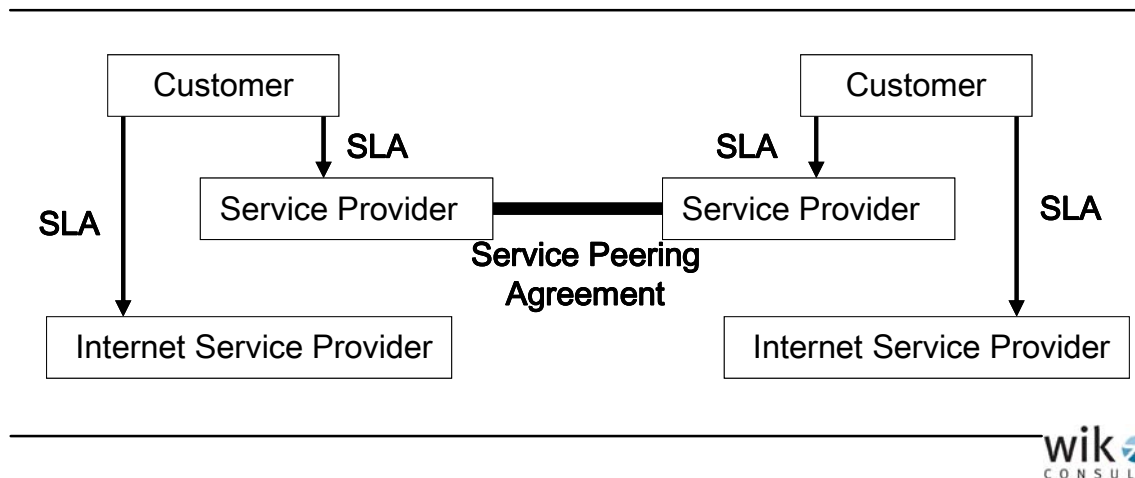 Customer
Customer
SLA
SLA
Service Provider
Service Provider
SLA
SLA
Service Peering
Agreement
Internet Service Provider
Internet Service Provider
wik
CONSUL